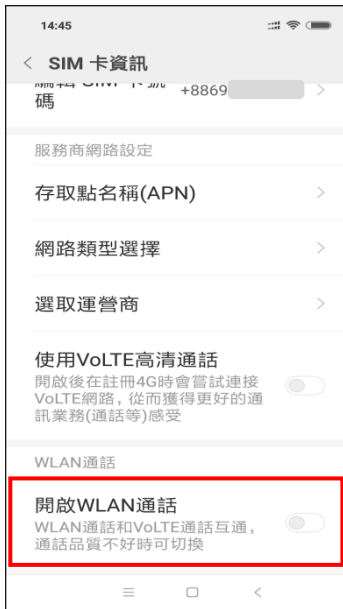 14:45
SIM 卡資訊
編輯 SIM 卡號
碼
+8869
服務商網路設定
存取點名稱(APN)
網路類型選擇
選取運營商
使用VoLTE高清通話
開啟後在註冊4G時會嘗試連接
VoLTE網路，從而獲得更好的通
訊業務(通話等)感受
WLAN通話
開啟WLAN通話
WLAN通話和VoLTE通話互通，
通話品質不好時可切換